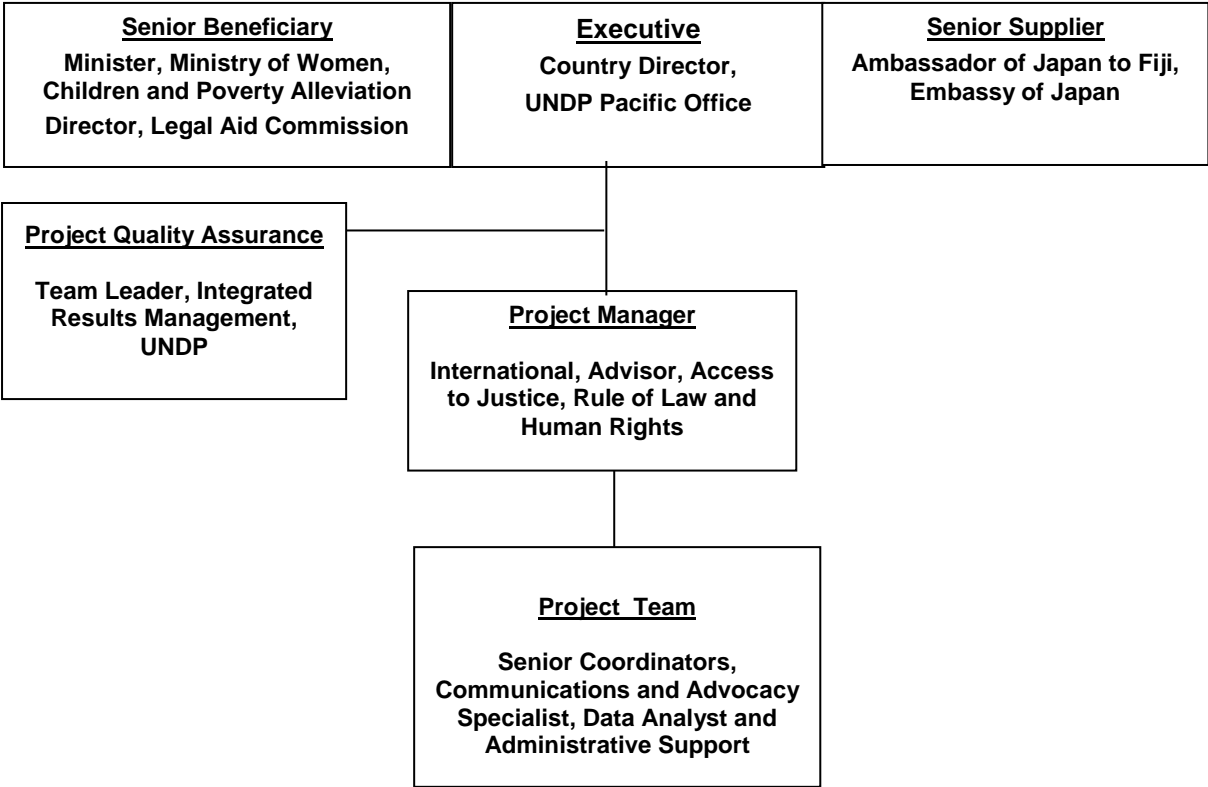 Senior Beneficiary
Minister, Ministry of Women,
Children and Poverty Alleviation
Director, Legal Aid Commission
Executive
Country Director,
UNDP Pacific Office
Senior Supplier
Ambassador of Japan to Fiji,
Embassy of Japan
Project Quality Assurance
Team Leader, Integrated
Results Management,
UNDP
Project Manager
International, Advisor, Access
to Justice, Rule of Law and
Human Rights
Project Team
Senior Coordinators,
Communications and Advocacy
Specialist, Data Analyst and
Administrative Support